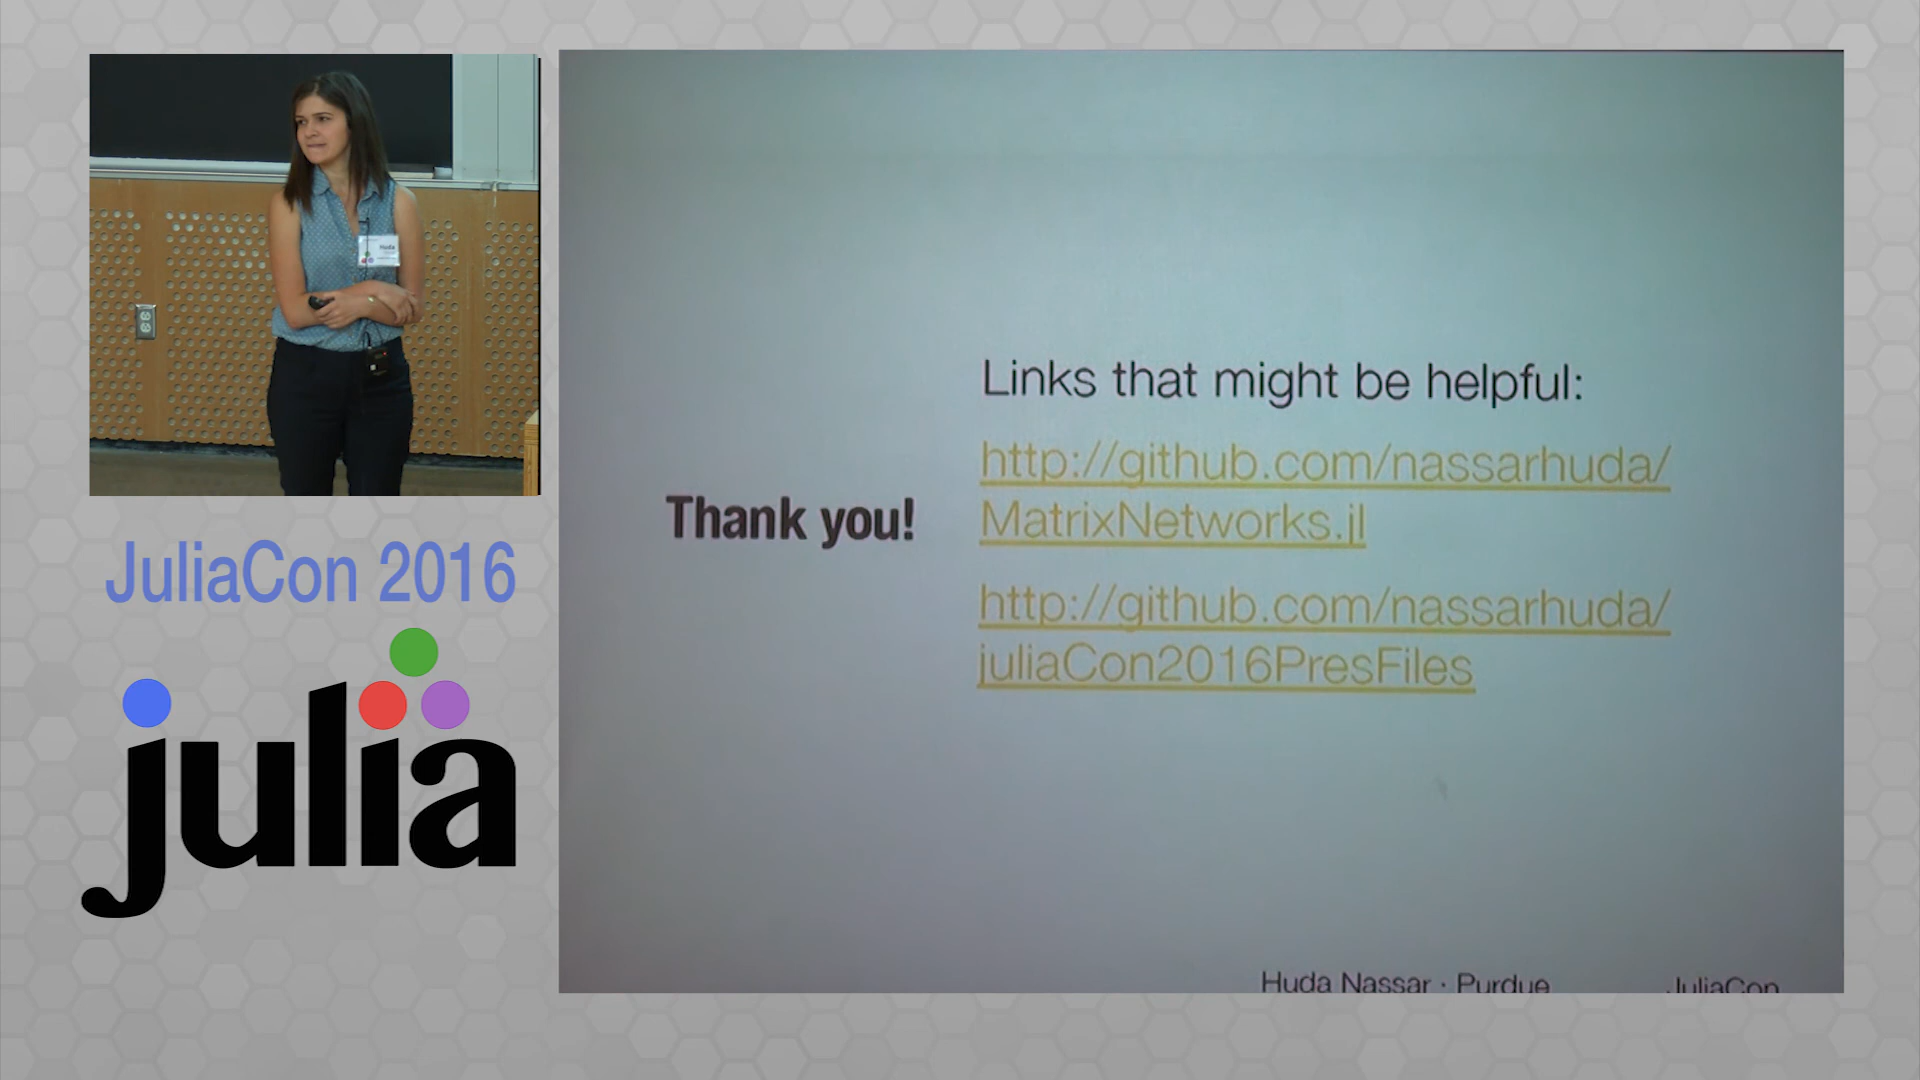 Huda
JuliaCon 2016
julia
Thank you!
Links that might be helpful:
http://github.com/nassarhuda/
MatrixNetworks.jl
http://github.com/nassarhuda/
juliaCon2016PresFiles
Huda Nassar · Purdue
JuliaCon